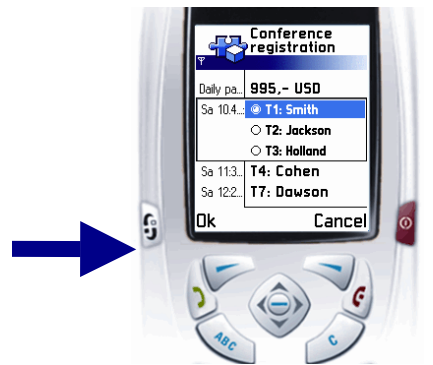 Conference
registration
Daily pa... 995,- USD
Sa 10.4...: T1: Smith
T2: Jackson
T3: Holland
Sa 11:3... T4: Cohen
Sa 12:2... T7: Dawson
Ok Cancel
ABC C